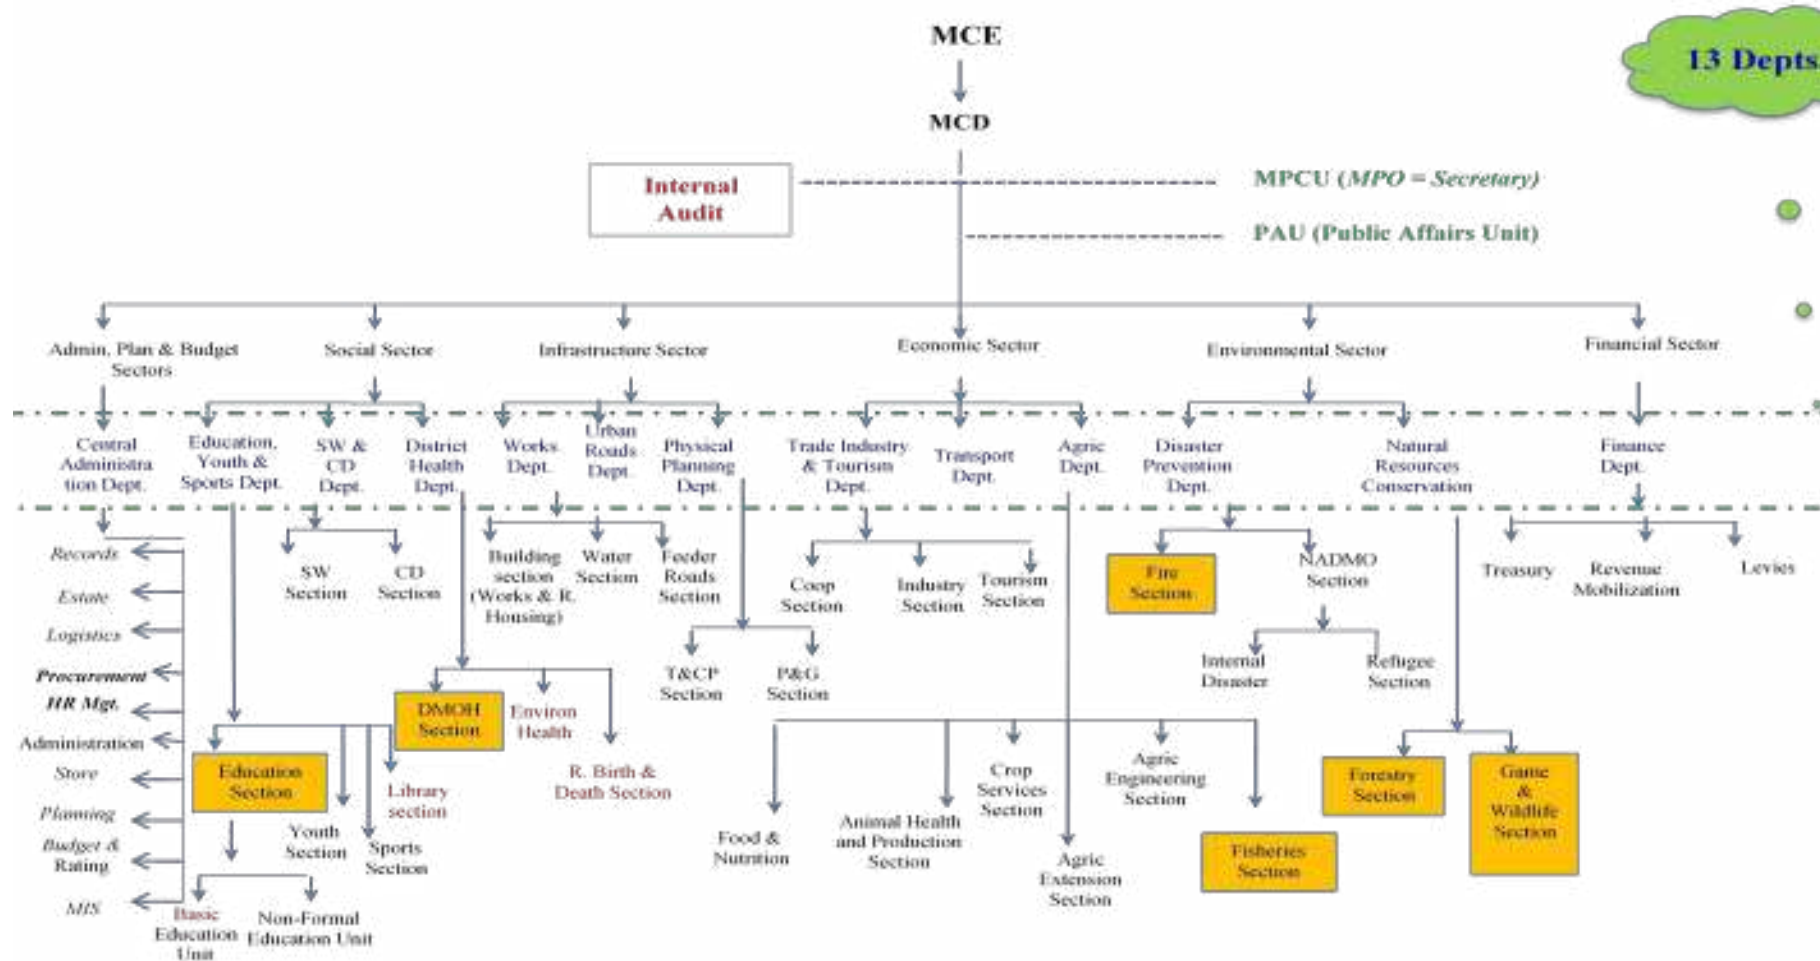 MCE
13 Depts
MCD
Internal
Audit
MPCU (MPO = Secretary)
PAU (Public Affairs Unit)
Admin, Plan & Budget
Sectors
Social Sector
Infrastructure Sector
Economic Sector
Environmental Sector
Financial Sector
Central
Administra
tion Dept.
Education,
Youth &
Sports Dept.
SW &
CD
Dept.
District
Health
Dept.
Works
Dept.
Urban
Roads
Dept.
Physical
Planning
Dept.
Trade Industry
& Tourism
Dept.
Transport
Dept.
Agric
Dept.
Disaster
Prevention
Dept.
Natural
Resources
Conservation
Finance
Dept.
Records
Estate
Logistics
Procurement
HR Mgt.
Administration
Store
Planning
Budget &
Rating
MIS
SW
Section
CD
Section
Building
section
(Works & R.
Housing)
Water
Section
Feeder
Roads
Section
Coop
Section
Industry
Section
Tourism
Section
Fire
Section
NADMO
Section
Treasury
Revenue
Mobilization
Levies
T&CP
Section
P&G
Section
Internal
Disaster
Refugee
Section
DMOH
Section
Environ
Health
R. Birth &
Death Section
Education
Section
Youth
Section
Sports
Section
Library
section
Basic
Education
Unit
Non-Formal
Education Unit
Food &
Nutrition
Animal Health
and Production
Section
Crop
Services
Section
Agric
Extension
Section
Agric
Engineering
Section
Fisheries
Section
Forestry
Section
Game
&
Wildlife
Section